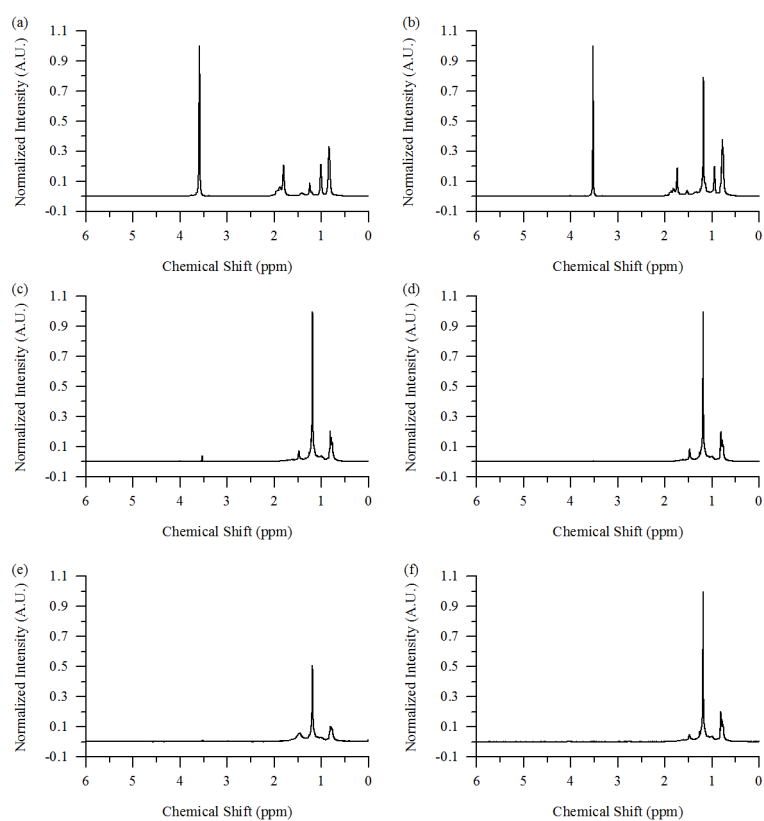 (a)
Normalized Intensity (A.U.)
1.1
0.9
0.7
0.5
0.3
0.1
-0.1
6 5 4 3 2 1 0
Chemical Shift (ppm)
(b)
Normalized Intensity (A.U.)
1.1
0.9
0.7
0.5
0.3
0.1
-0.1
6 5 4 3 2 1 0
Chemical Shift (ppm)
(c)
Normalized Intensity (A.U.)
1.1
0.9
0.7
0.5
0.3
0.1
-0.1
6 5 4 3 2 1 0
Chemical Shift (ppm)
(d)
Normalized Intensity (A.U.)
1.1
0.9
0.7
0.5
0.3
0.1
-0.1
6 5 4 3 2 1 0
Chemical Shift (ppm)
(e)
Normalized Intensity (A.U.)
1.1
0.9
0.7
0.5
0.3
0.1
-0.1
6 5 4 3 2 1 0
Chemical Shift (ppm)
(f)
Normalized Intensity (A.U.)
1.1
0.9
0.7
0.5
0.3
0.1
-0.1
6 5 4 3 2 1 0
Chemical Shift (ppm)